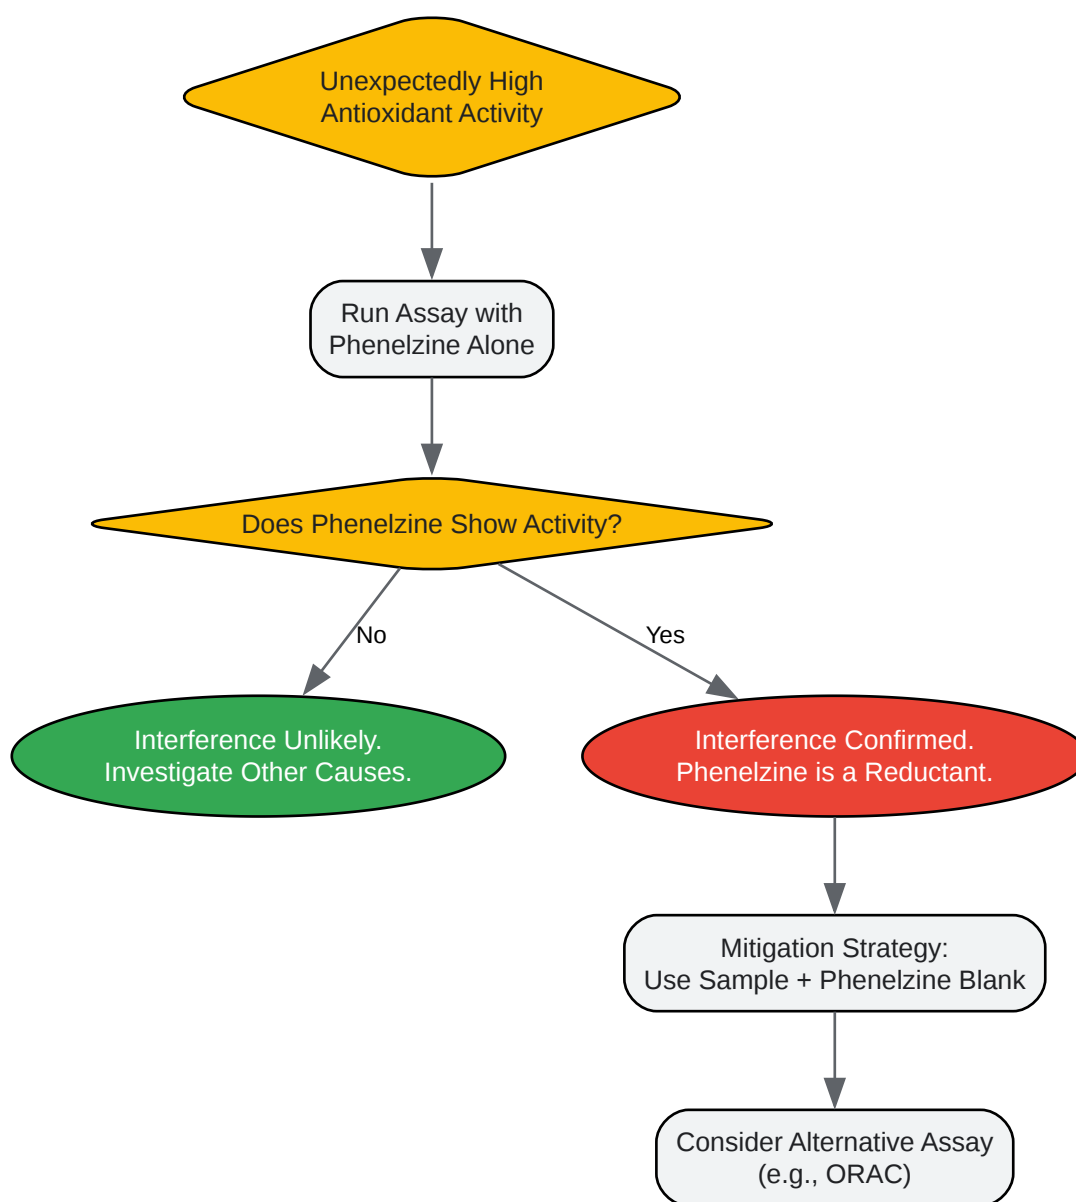 Unexpectedly High
Antioxidant Activity
Run Assay with
Phenelzine Alone
Does Phenelzine Show Activity?
No
Yes
Interference Unlikely.
Investigate Other Causes.
Interference Confirmed.
Phenelzine is a Reductant.
Mitigation Strategy:
Use Sample + Phenelzine Blank
Consider Alternative Assay
(e.g., ORAC)